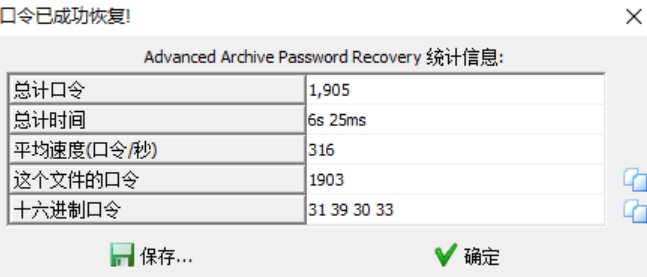 口令已成功恢复!
Advanced Archive Password Recovery 统计信息:
总计口令 1,905
总计时间 6s 25ms
平均速度(口令/秒) 316
这个文件的口令 1903
十六进制口令 31 39 30 33
保存... 确定